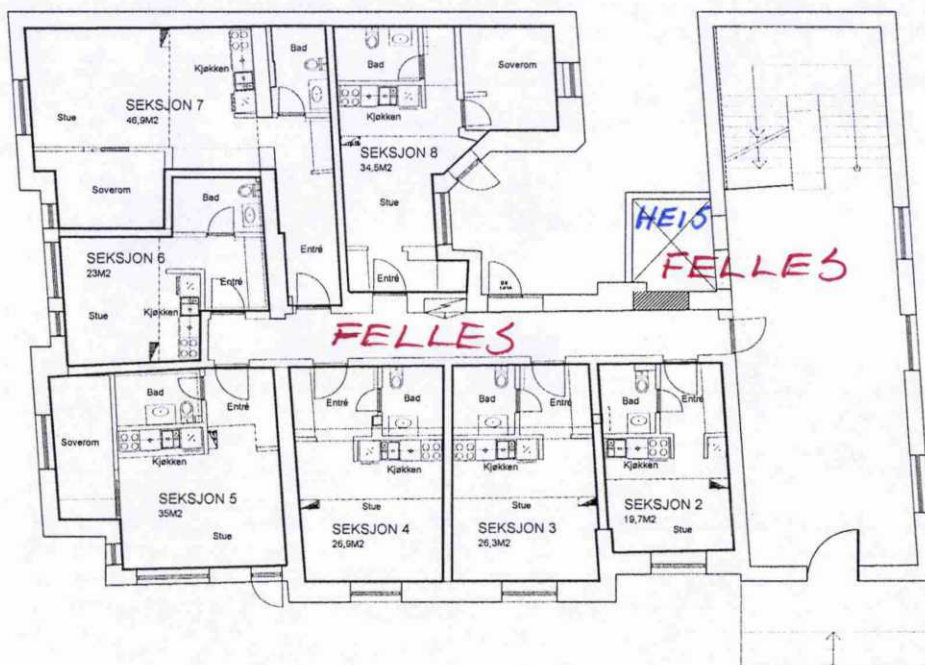 Kjøkken
Bad
SEKSJON 7
46,9M2
Stue
Soverom
Entré
Bad
Kjøkken
SEKSJON 8
34,5M2
Stue
Entré
Soverom
Bad
SEKSJON 6
23M2
Entré
Stue
Kjøkken
HEIS
FELLES
FELLES
Bad
Entré
Soverom
Kjøkken
SEKSJON 5
35M2
Stue
Entré
Bad
Kjøkken
Stue
SEKSJON 4
26,9M2
Bad
Entré
Kjøkken
Stue
SEKSJON 3
26,3M2
Bad
Entré
Kjøkken
SEKSJON 2
19,7M2
Stue